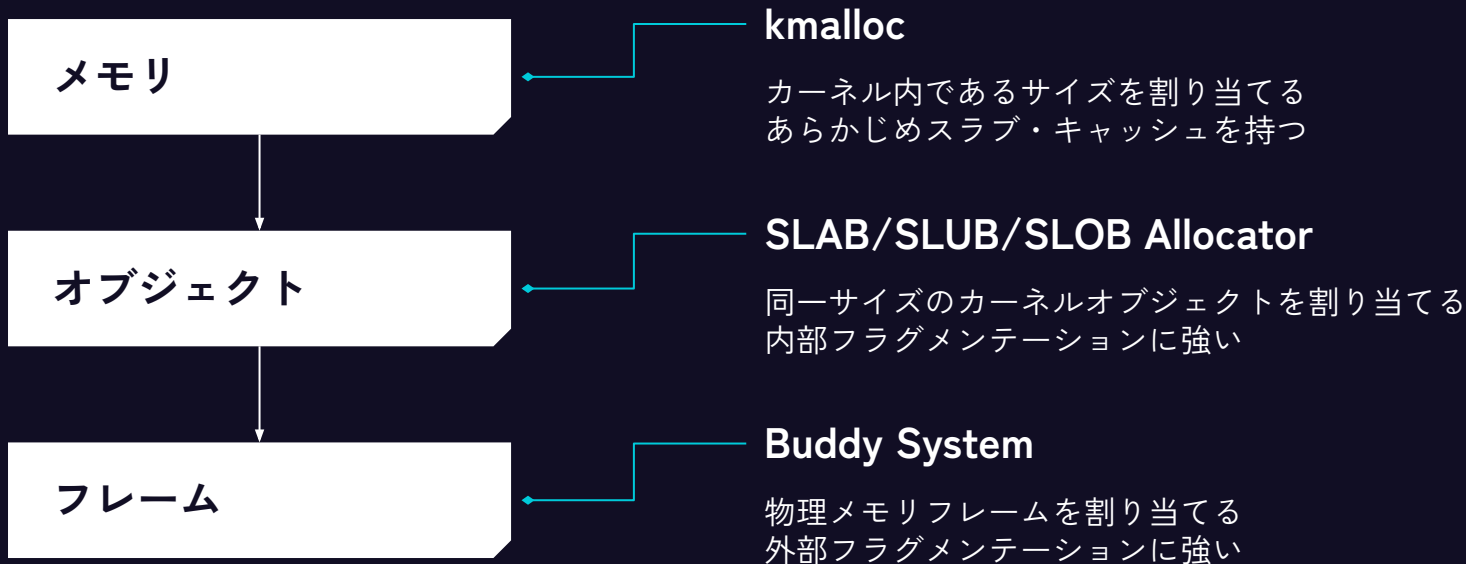 メモリ
kmalloc
カーネル内であるサイズを割り当てる
あらかじめスラブ・キャッシュを持つ
オブジェクト
SLAB/SLUB/SLOB Allocator
同一サイズのカーネルオブジェクトを割り当てる
内部フラグメンテーションに強い
フレーム
Buddy System
物理メモリフレームを割り当てる
外部フラグメンテーションに強い